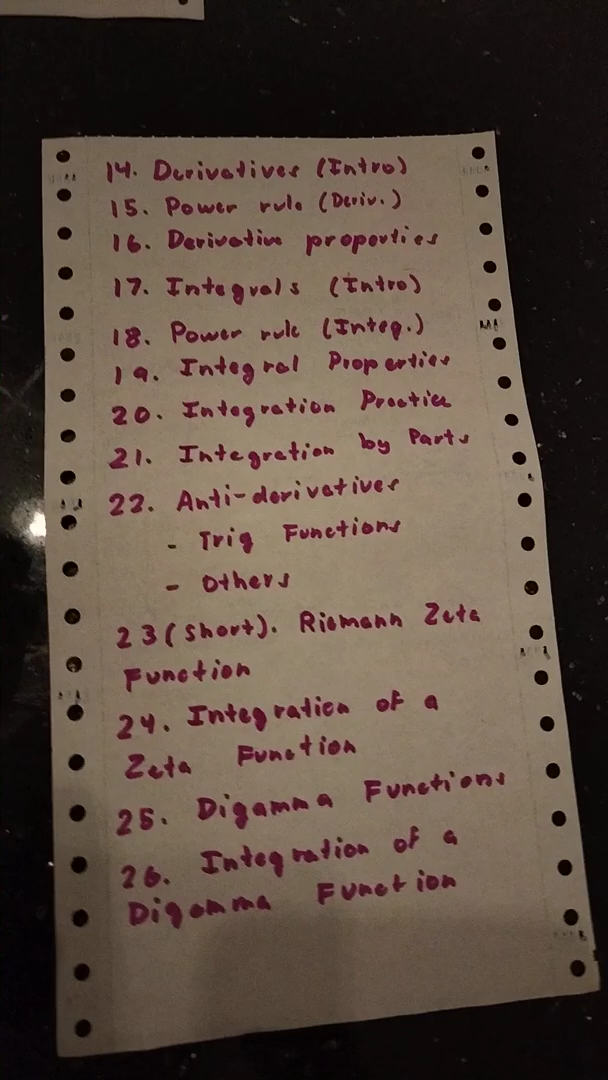 14. Derivatives (Intro)
15. Power rule (Deriv.)
16. Derivative properties
17. Integrals (Intro)
18. Power rule (Integ.)
19. Integral Properties
20. Integration Practice
21. Integration by Parts
22. Anti-derivatives
- Trig Functions
- Others
23 (short). Riemann Zeta
Function
24. Integration of a
Zeta Function
25. Digamma Functions
26. Integration of a
Digamma Function